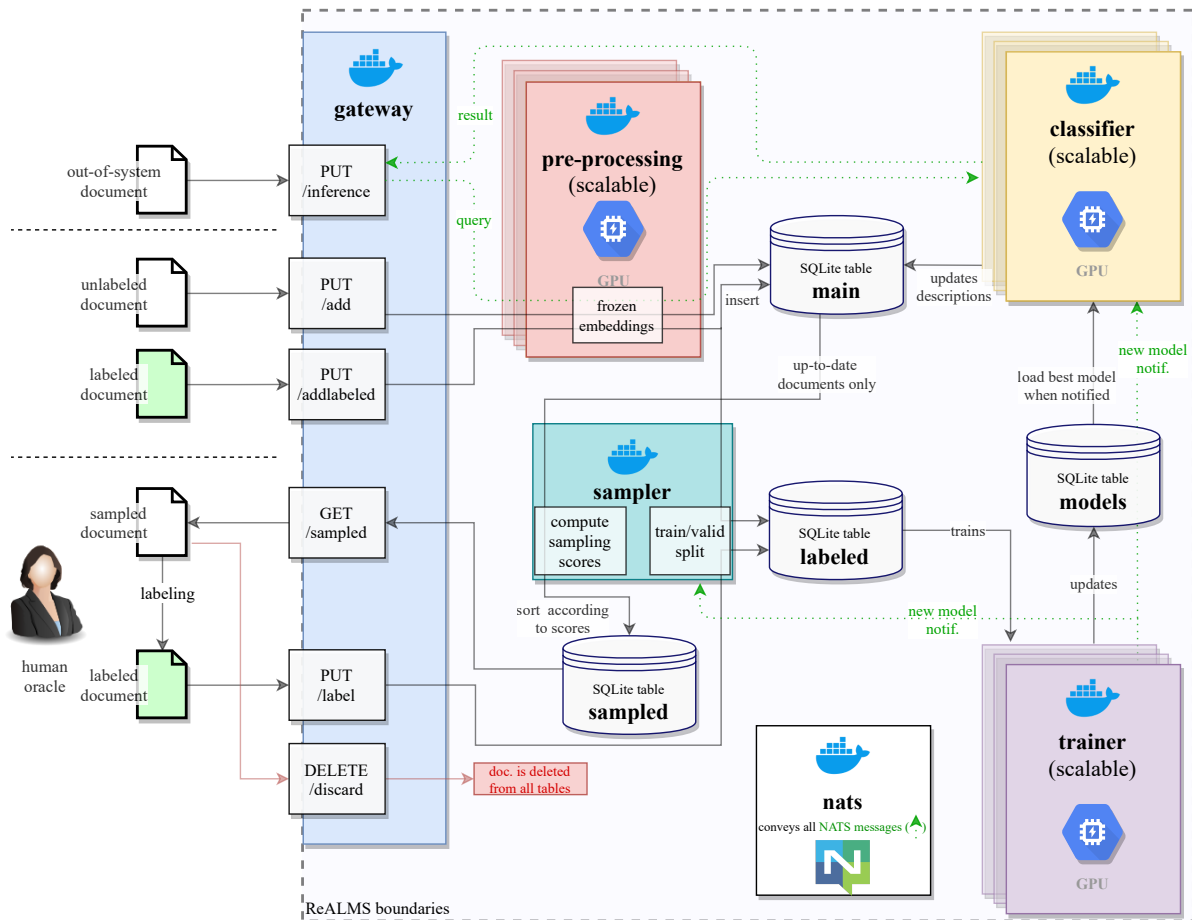 gateway
out-of-system
document
PUT
/inference
result
query
pre-processing
(scalable)
GPU
frozen
embeddings
classifier
(scalable)
GPU
SQLite table
main
updates
descriptions
insert
unlabeled
document
PUT
/add
labeled
document
PUT
/addlabeled
up-to-date
documents only
load best model
when notified
new model
notif.
SQLite table
models
sampler
compute
sampling
scores
train/valid
split
SQLite table
labeled
trains
updates
sampled
document
GET
/sampled
labeling
human
oracle
sort according
to scores
new model
notif.
SQLite table
sampled
labeled
document
PUT
/label
DELETE
/discard
doc. is deleted
from all tables
nats
conveys all NATS messages ( )
N
trainer
(scalable)
GPU
ReALMS boundaries